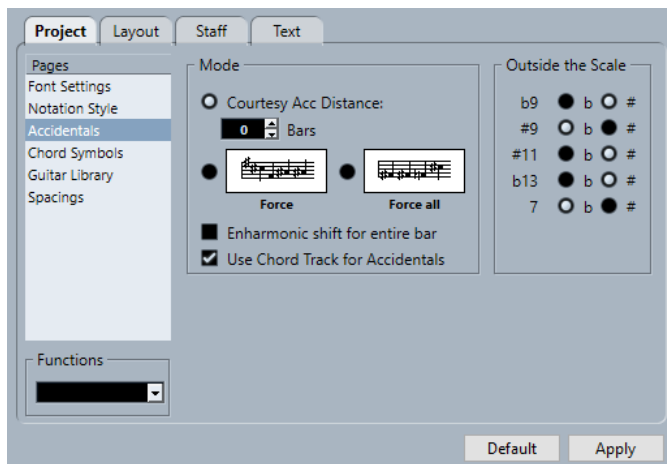 Project Layout Staff Text
Pages
Font Settings
Notation Style
Accidentals
Chord Symbols
Guitar Library
Spacings
Functions
Mode
Courtesy Acc Distance:
0 Bars
Force Force all
Enharmonic shift for entire bar
Use Chord Track for Accidentals
Outside the Scale
b9 b #
#9 b #
#11 b #
b13 b #
7 b #
Default Apply